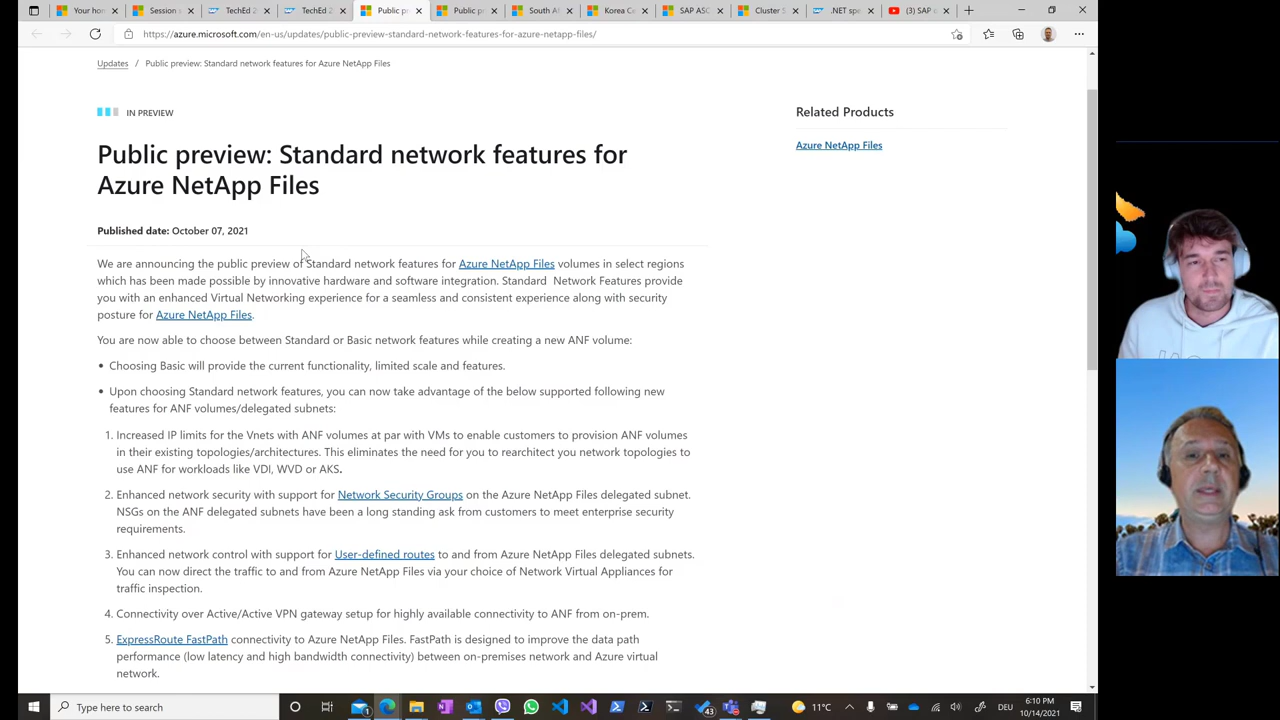 Your hon
Session s
TechEd 2
TechEd 2
Public pr
Public pr
South Af
Korea Ce
SAP ASC
Cluster S
.NET spe
(3) SAP o
https://azure.microsoft.com/en-us/updates/public-preview-standard-network-features-for-azure-netapp-files/
Updates / Public preview: Standard network features for Azure NetApp Files
IN PREVIEW
Related Products
Azure NetApp Files
Public preview: Standard network features for
Azure NetApp Files
Published date: October 07, 2021
We are announcing the public preview of Standard network features for Azure NetApp Files volumes in select regions
which has been made possible by innovative hardware and software integration. Standard Network Features provide
you with an enhanced Virtual Networking experience for a seamless and consistent experience along with security
posture for Azure NetApp Files.
You are now able to choose between Standard or Basic network features while creating a new ANF volume:
• Choosing Basic will provide the current functionality, limited scale and features.
• Upon choosing Standard network features, you can now take advantage of the below supported following new
features for ANF volumes/delegated subnets:
1. Increased IP limits for the Vnets with ANF volumes at par with VMs to enable customers to provision ANF volumes
in their existing topologies/architectures. This eliminates the need for you to rearchitect you network topologies to
use ANF for workloads like VDI, WVD or AKS.
2. Enhanced network security with support for Network Security Groups on the Azure NetApp Files delegated subnet.
NSGs on the ANF delegated subnets have been a long standing ask from customers to meet enterprise security
requirements.
3. Enhanced network control with support for User-defined routes to and from Azure NetApp Files delegated subnets.
You can now direct the traffic to and from Azure NetApp Files via your choice of Network Virtual Appliances for
traffic inspection.
4. Connectivity over Active/Active VPN gateway setup for highly available connectivity to ANF from on-prem.
5. ExpressRoute FastPath connectivity to Azure NetApp Files. FastPath is designed to improve the data path
performance (low latency and high bandwidth connectivity) between on-premises network and Azure virtual
network.
Type here to search
1
43
11°C
DEU
6:10 PM
10/14/2021